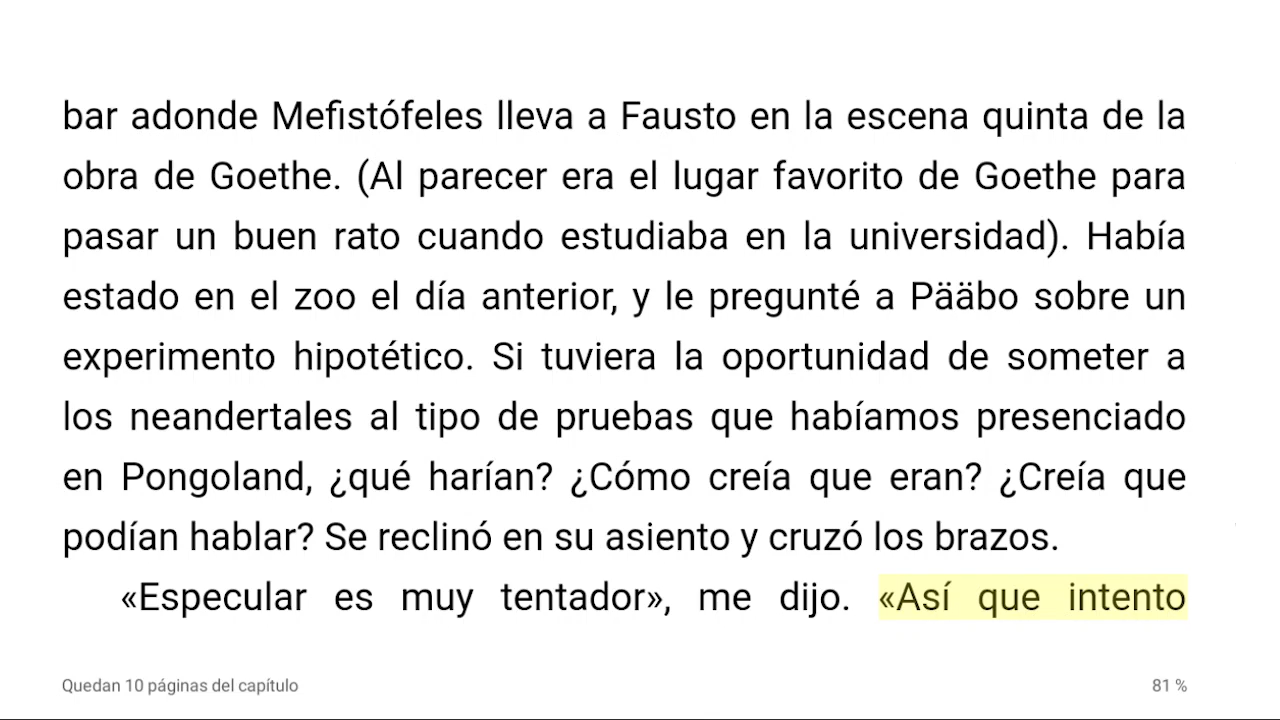 bar adonde Mefistófeles lleva a Fausto en la escena quinta de la
obra de Goethe. (Al parecer era el lugar favorito de Goethe para
pasar un buen rato cuando estudiaba en la universidad). Había
estado en el zoo el día anterior, y le pregunté a Pääbo sobre un
experimento hipotético. Si tuviera la oportunidad de someter a
los neandertales al tipo de pruebas que habíamos presenciado
en Pongoland, ¿qué harían? ¿Cómo creía que eran? ¿Creía que
podían hablar? Se reclinó en su asiento y cruzó los brazos.
«Especular es muy tentador», me dijo. «Así que intento
Quedan 10 páginas del capítulo
81 %